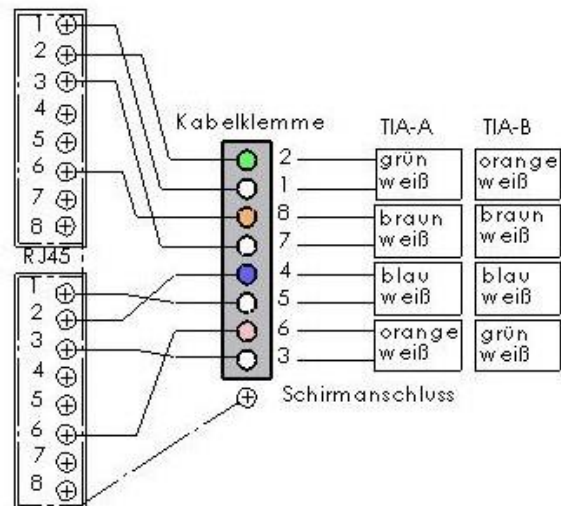 1
2
3
4
5
6
7
8
RJ45
1
2
3
4
5
6
7
8
Kabelklemme
2
1
8
7
4
5
6
3
Schirmanschluss
TIA-A
grün
weiß
braun
weiß
blau
weiß
orange
weiß
TIA-B
orange
weiß
braun
weiß
blau
weiß
grün
weiß